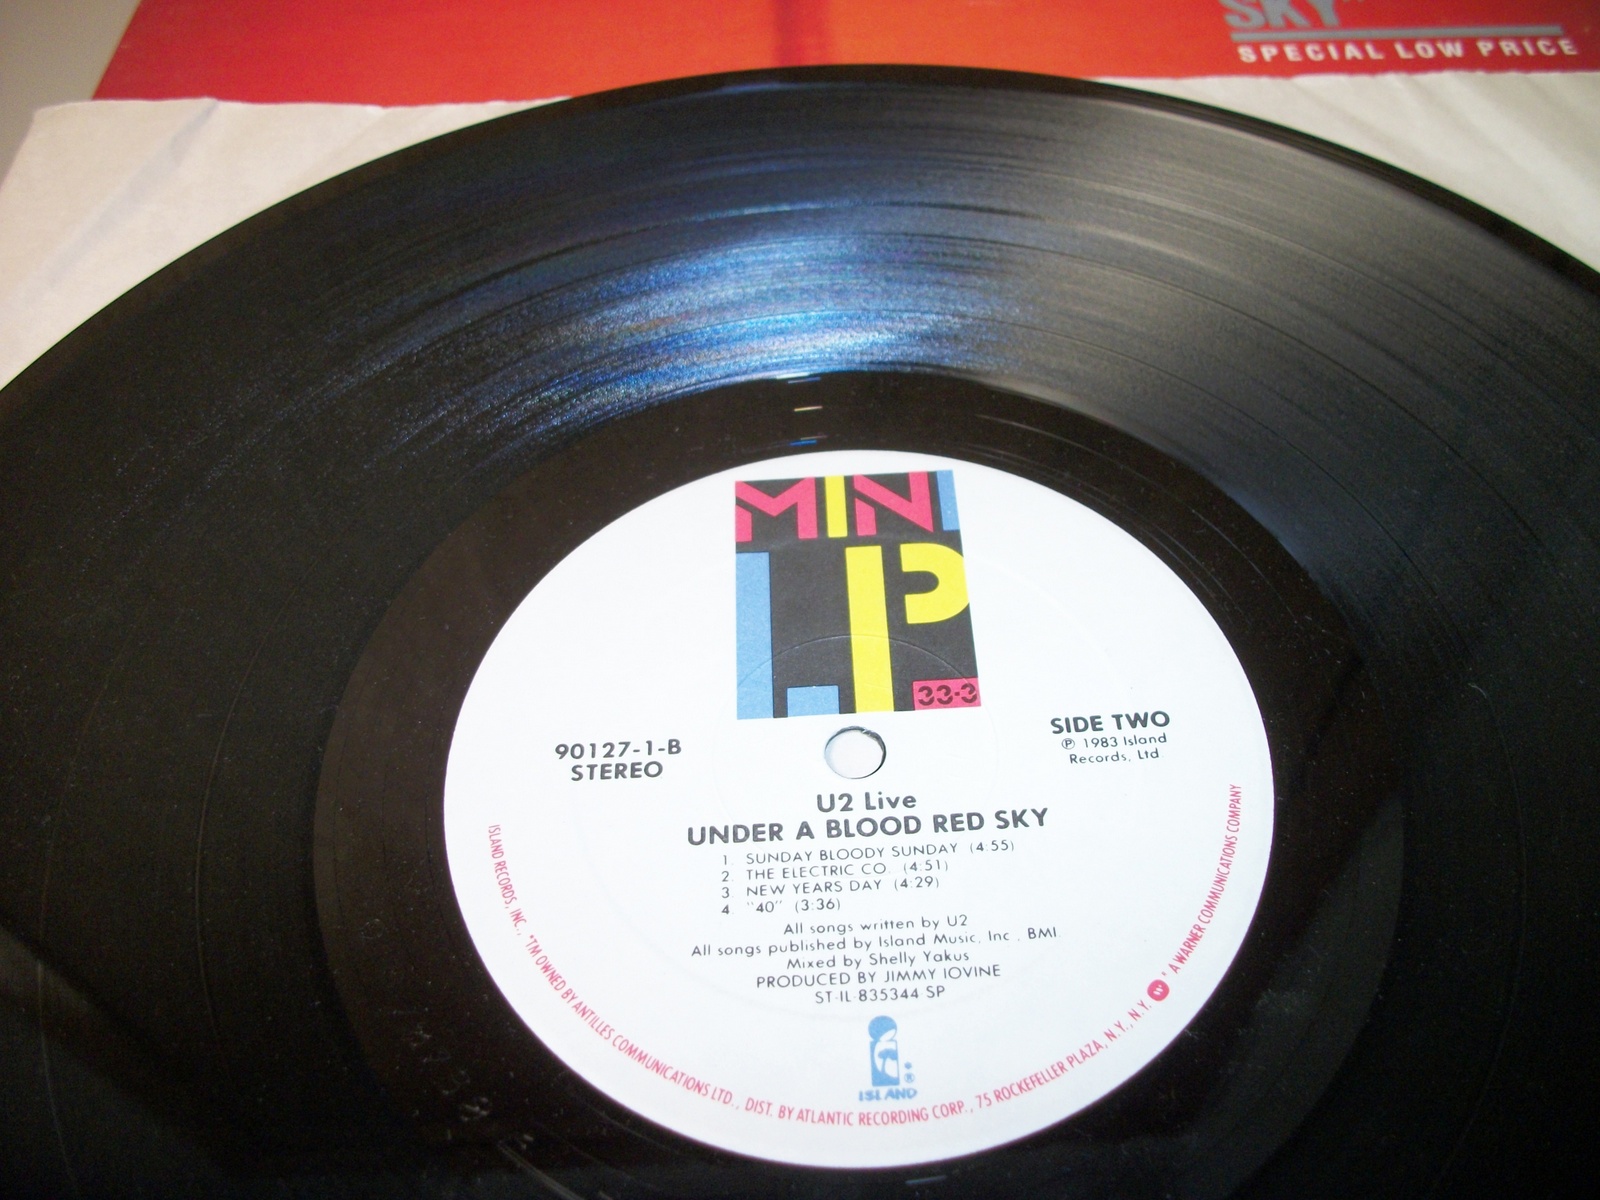 SKY"
SPECIAL LOW PRICE
MINI
LP
33-3
90127-1-B
STEREO
SIDE TWO
℗ 1983 Island
Records, Ltd
U2 Live
UNDER A BLOOD RED SKY
1. SUNDAY BLOODY SUNDAY (4:55)
2. THE ELECTRIC CO. (4:51)
3. NEW YEARS DAY (4:29)
4. "40" (3:36)
All songs written by U2
All songs published by Island Music, Inc., BMI.
Mixed by Shelly Yakus
PRODUCED BY JIMMY IOVINE
ST-IL-835344 SP
ISLAND®
ISLAND RECORDS, INC., *TM OWNED BY ANTILLES COMMUNICATIONS LTD., DIST. BY ATLANTIC RECORDING CORP., 75 ROCKEFELLER PLAZA, N.Y., N.Y. W * A WARNER COMMUNICATIONS COMPANY